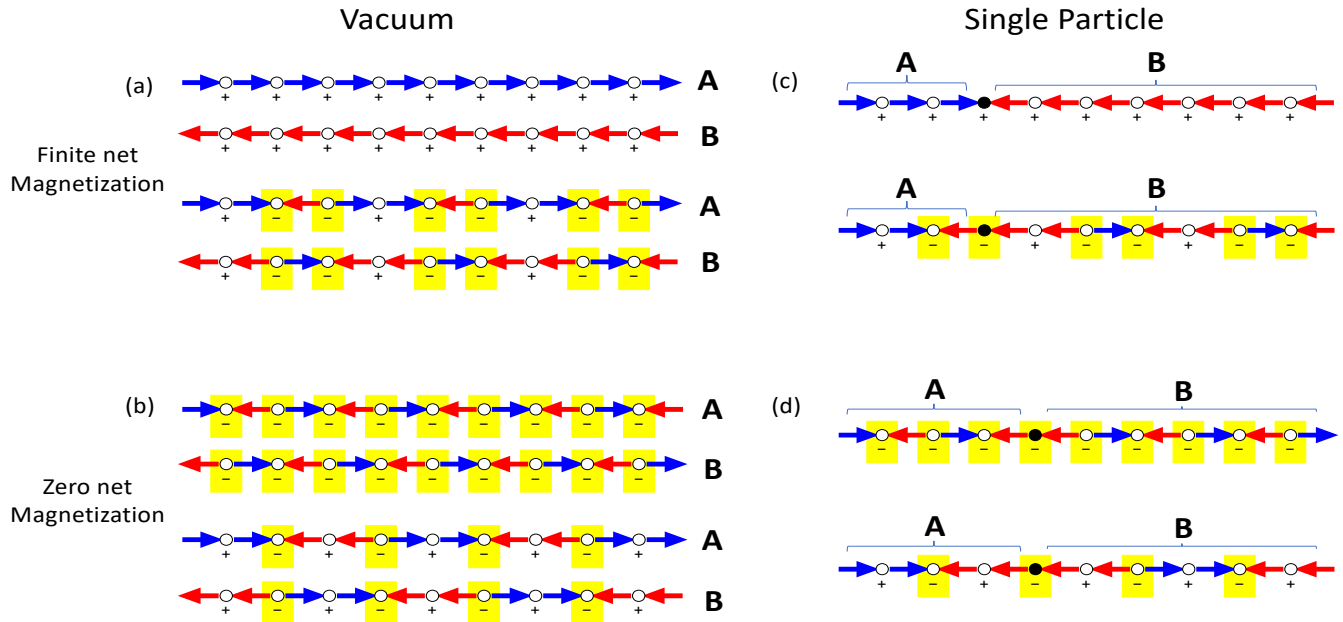 Vacuum
(a)
A
+ + + + + + + + +
B
+ + + + + + + + +
Finite net
Magnetization
A
+ − − + − − + − −
B
+ − − + − − + − −
(b)
A
− − − − − − − − −
B
− − − − − − − − −
Zero net
Magnetization
A
+ − + − + − + − +
B
+ − + − + − + − +
Single Particle
(c)
A B
+ + + + + + + + +
A B
+ − − + − − + − −
(d)
A B
− − − − − − − − −
A B
+ − + − + − + − +